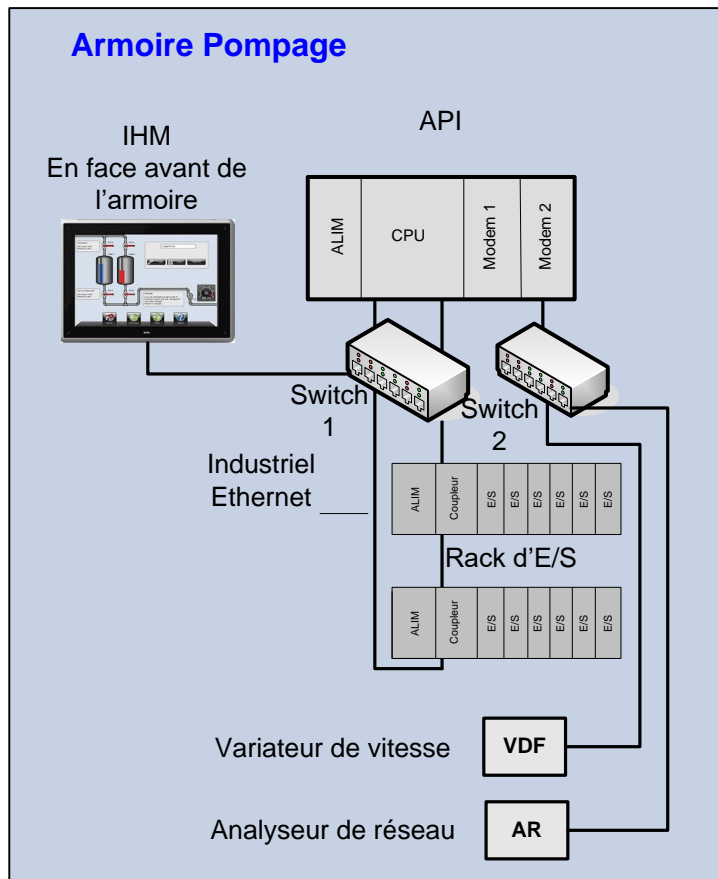 Armoire Pompage
IHM
En face avant de
l'armoire
API
ALIM
CPU
Modem 1
Modem 2
Switch
1
Switch
2
Industriel
Ethernet
ALIM
Coupleur
E/S
E/S
E/S
E/S
E/S
E/S
Rack d'E/S
ALIM
Coupleur
E/S
E/S
E/S
E/S
E/S
E/S
Variateur de vitesse
VDF
Analyseur de réseau
AR